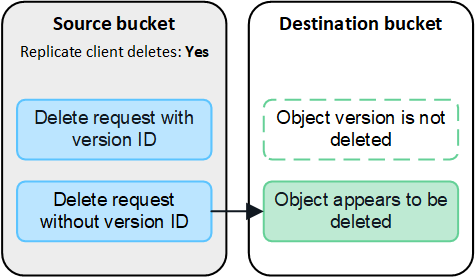 Source bucket
Replicate client deletes: Yes
Delete request with
version ID
Delete request
without version ID
Destination bucket
Object version is not
deleted
Object appears to be
deleted